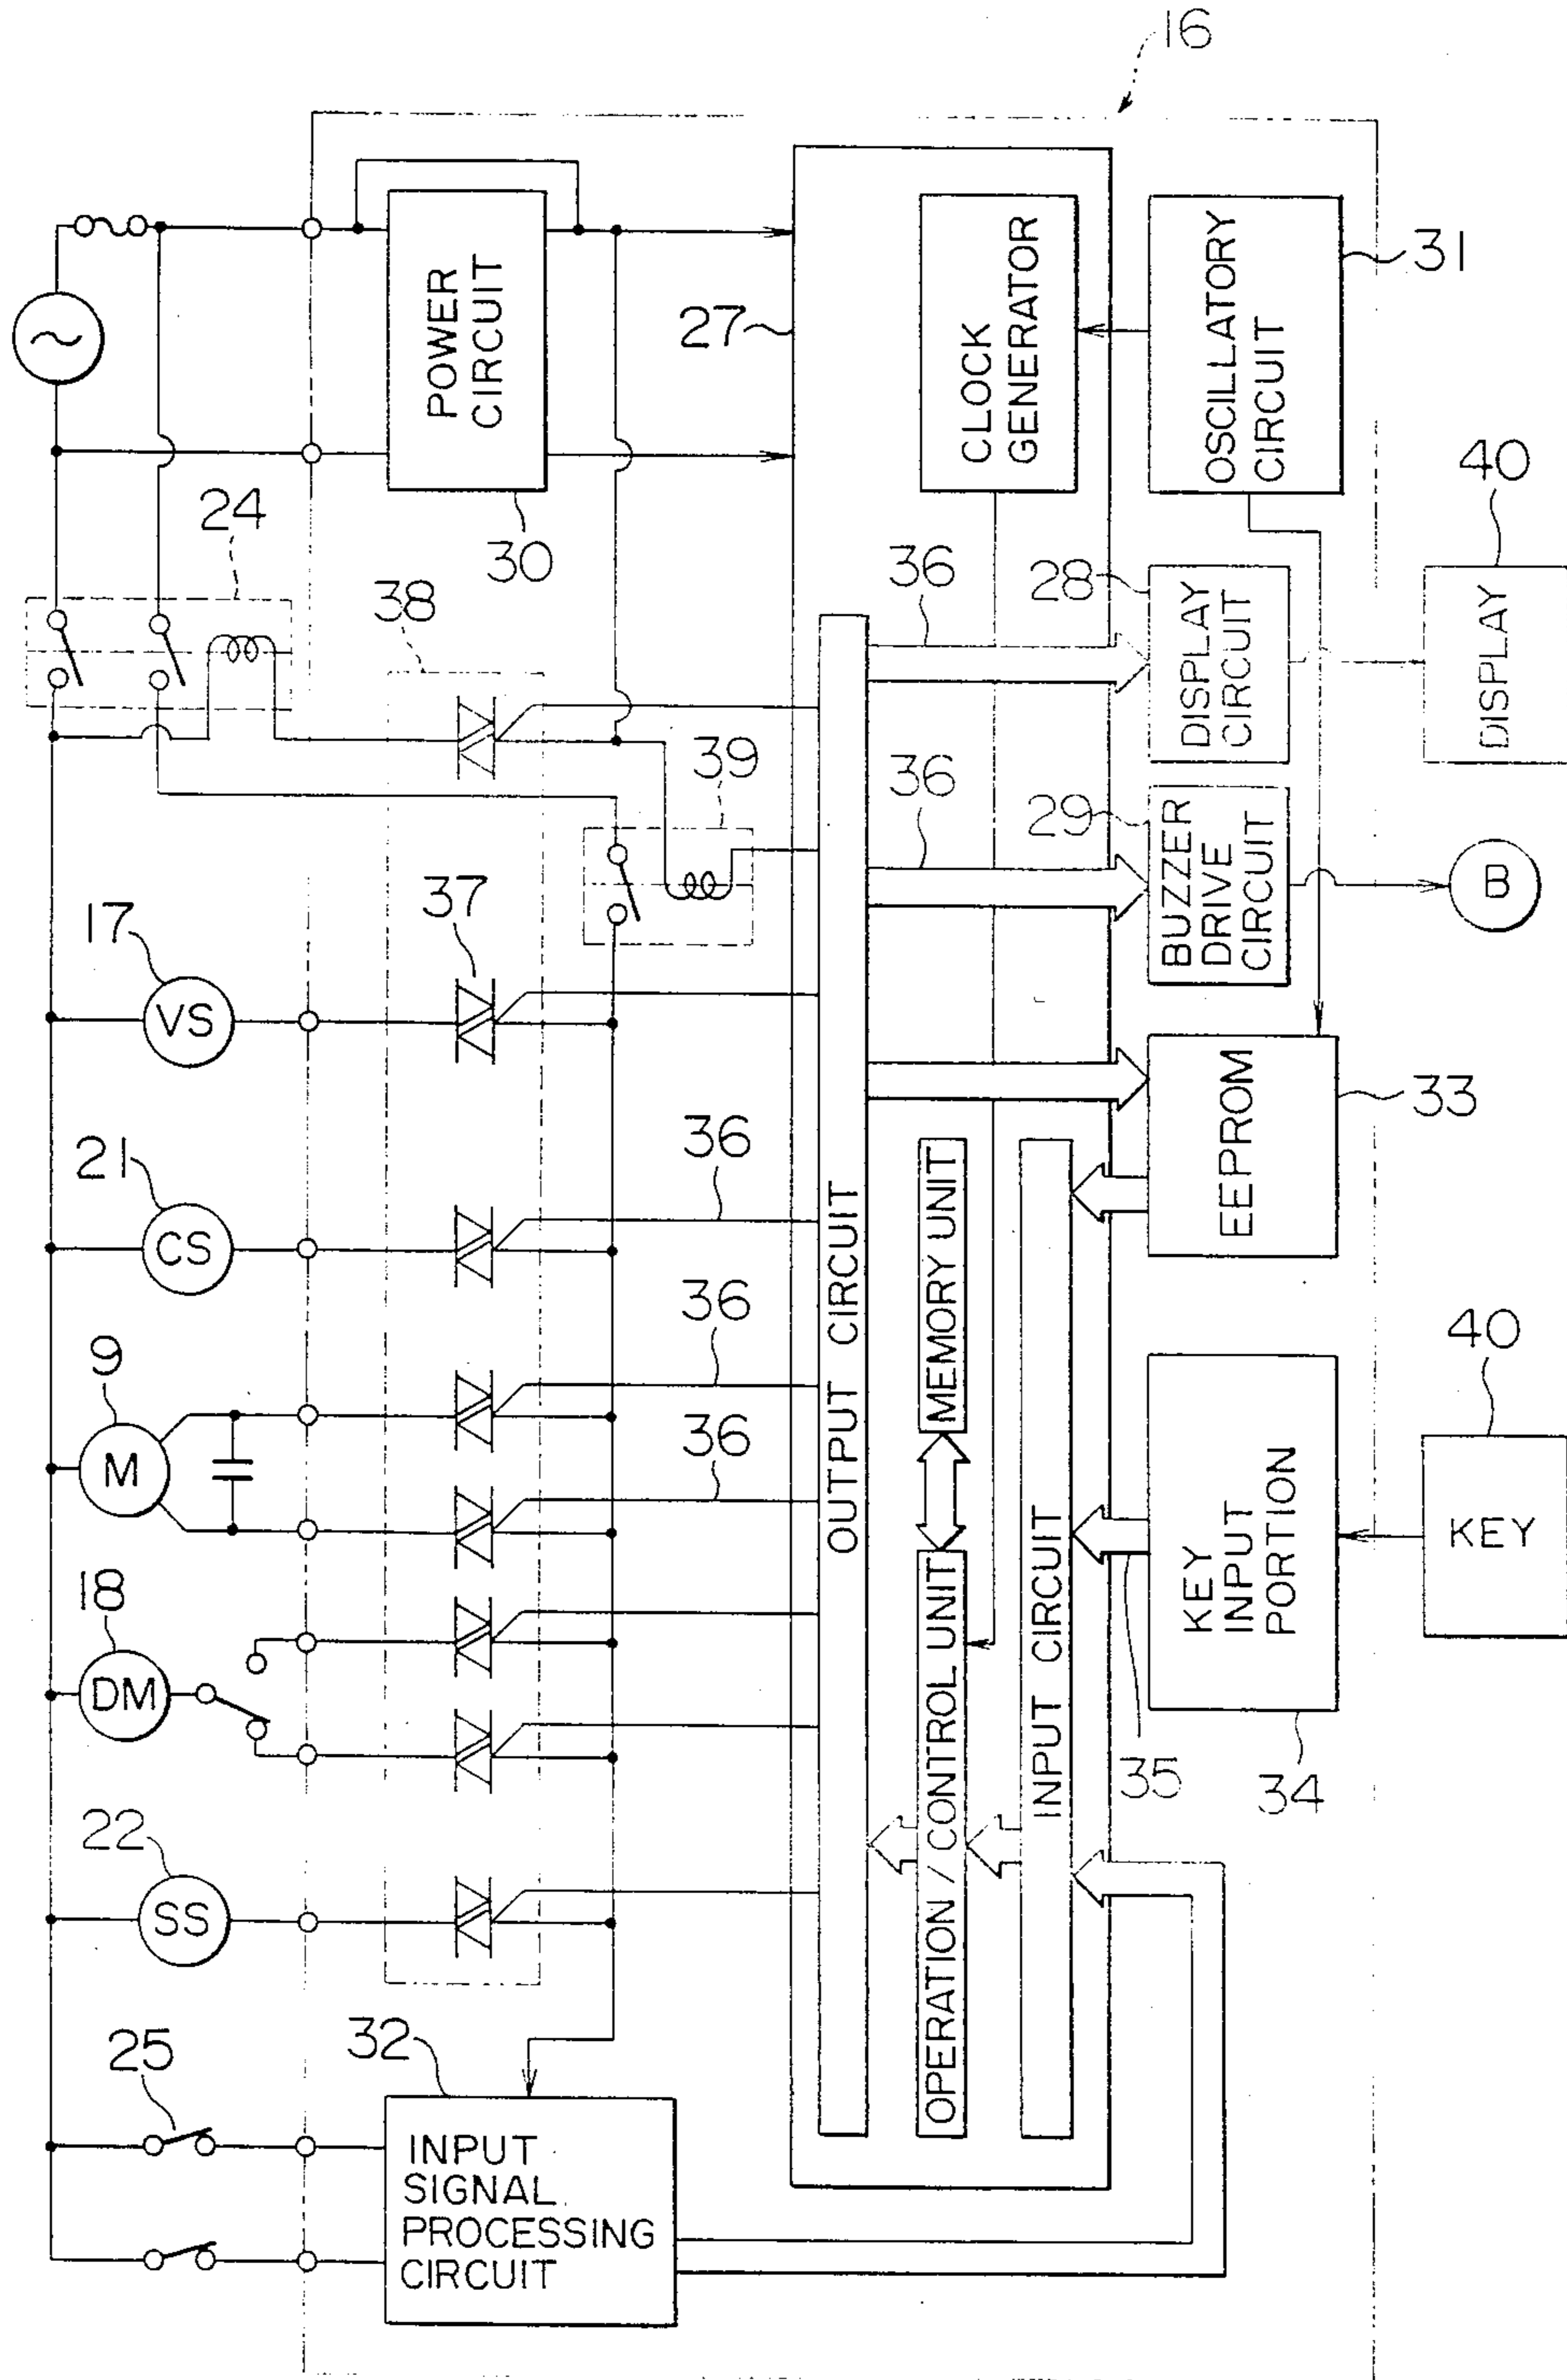 16
POWER
CIRCUIT
30
27
CLOCK
GENERATOR
OSCILLATORY
CIRCUIT
31
24
38
39
36
28
DISPLAY
CIRCUIT
40
DISPLAY
36
29
BUZZER
DRIVE
CIRCUIT
B
17
VS
37
21
CS
36
EEPROM
33
9
M
36
36
OUTPUT CIRCUIT
MEMORY UNIT
OPERATION / CONTROL UNIT
INPUT CIRCUIT
35
KEY
INPUT
PORTION
34
40
KEY
18
DM
22
SS
25
32
INPUT
SIGNAL
PROCESSING
CIRCUIT